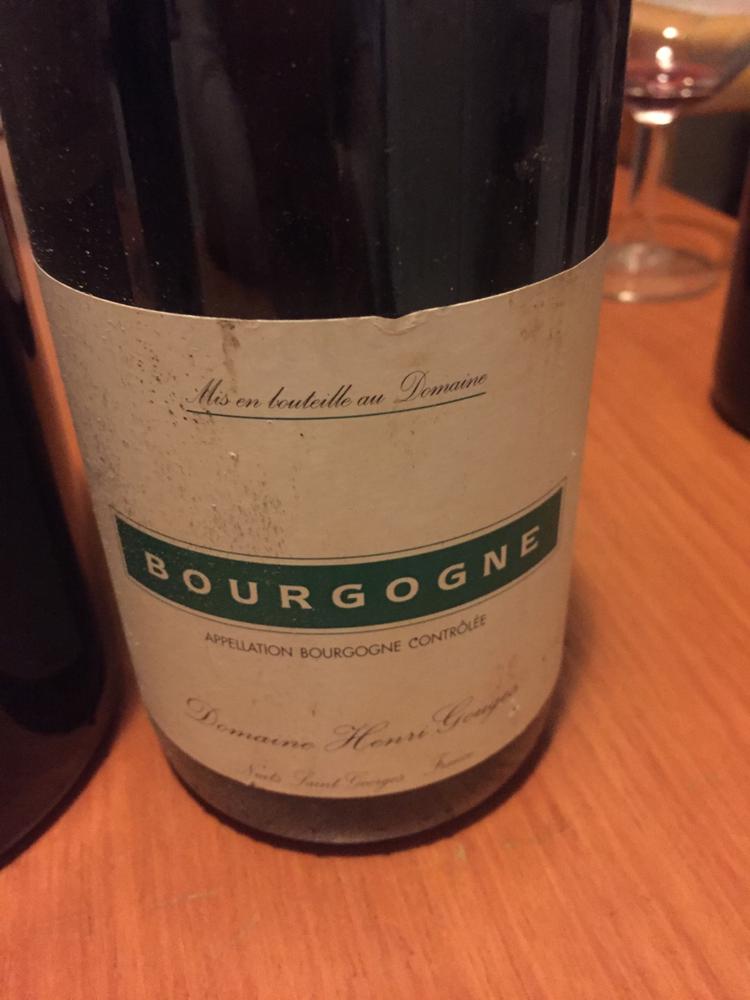 Mis en bouteille au Domaine
BOURGOGNE
APPELLATION BOURGOGNE CONTRÔLÉE
Domaine Henri Gouges
Nuits Saint Georges France